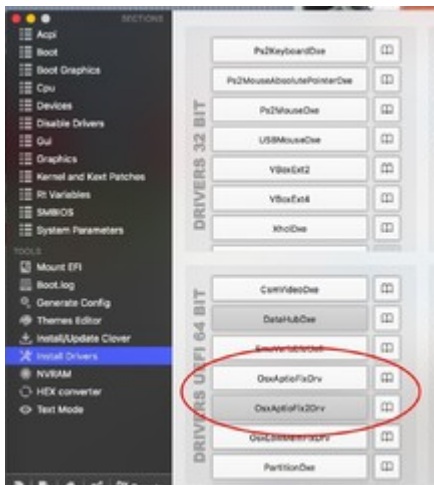 SECTIONS
Acpi
Boot
Boot Graphics
Cpu
Devices
Disable Drivers
Gui
Graphics
Kernel and Kext Patches
Rt Variables
SMBIOS
System Parameters
TOOLS
Mount EFI
Boot.log
Generate Config
Themes Editor
Install/Update Clover
Install Drivers
NVRAM
HEX converter
Text Mode
DRIVERS 32 BIT
Ps2KeyboardDxe
Ps2MouseAbsolutePointerDxe
Ps2MouseDxe
USBMouseDxe
VBoxExt2
VBoxExt4
XhciDxe
DRIVERS UEFI 64 BIT
CsmVideoDxe
DataHubDxe
EmuVariableUefi
OsxAptioFixDrv
OsxAptioFix2Drv
PartitionDxe